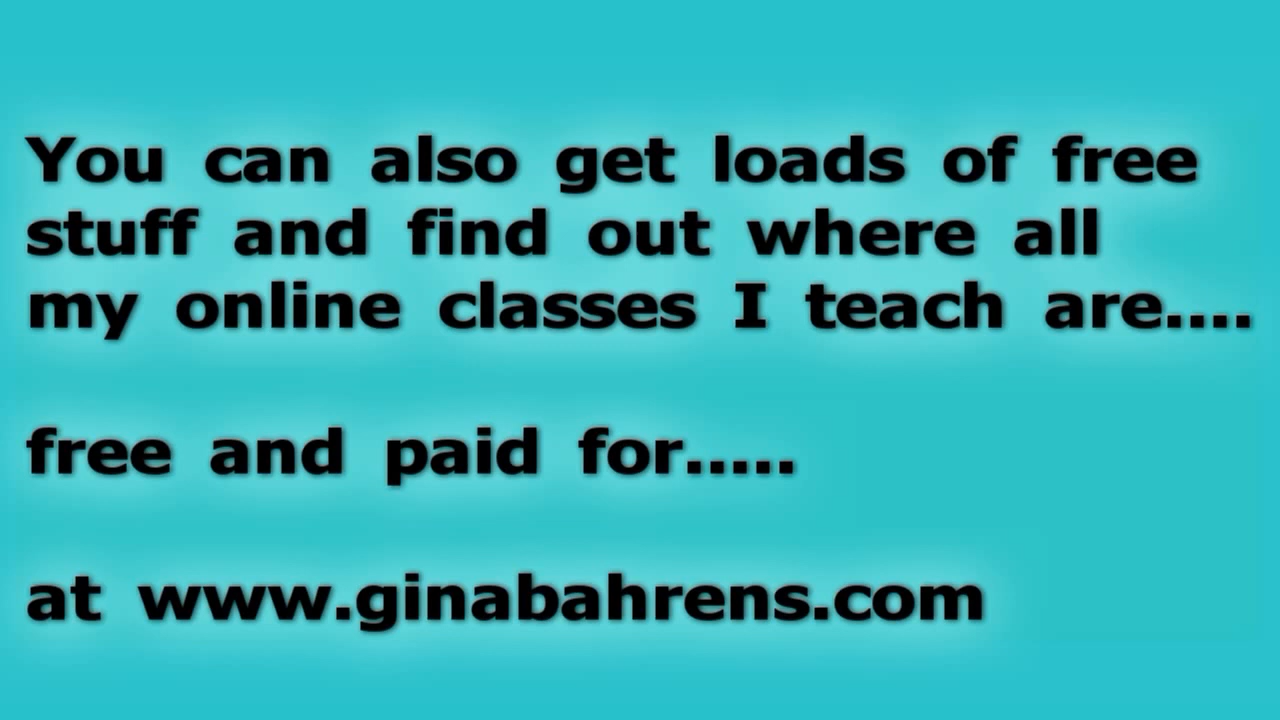 You can also get loads of free
stuff and find out where all
my online classes I teach are....
free and paid for.....
at www.ginabahrens.com